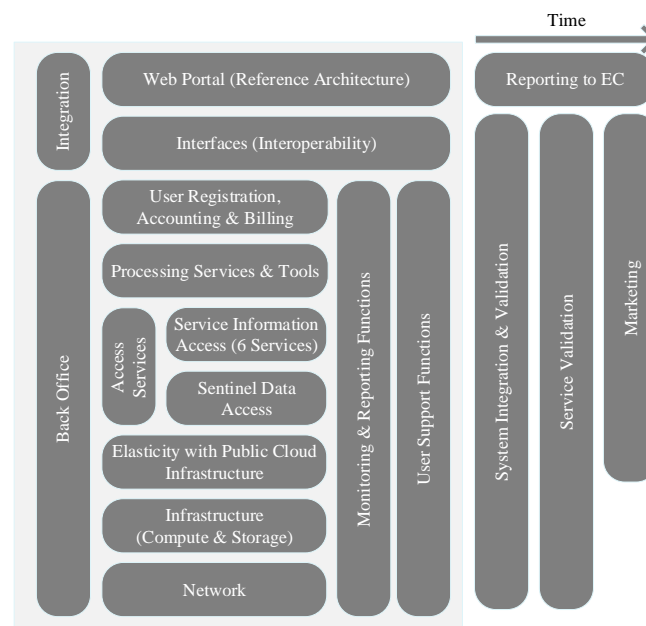 Time
Integration
Web Portal (Reference Architecture)
Reporting to EC
Interfaces (Interoperability)
Back Office
User Registration,
Accounting & Billing
Processing Services & Tools
Access
Services
Service Information
Access (6 Services)
Sentinel Data
Access
Elasticity with Public Cloud
Infrastructure
Infrastructure
(Compute & Storage)
Network
Monitoring & Reporting Functions
User Support Functions
System Integration & Validation
Service Validation
Marketing